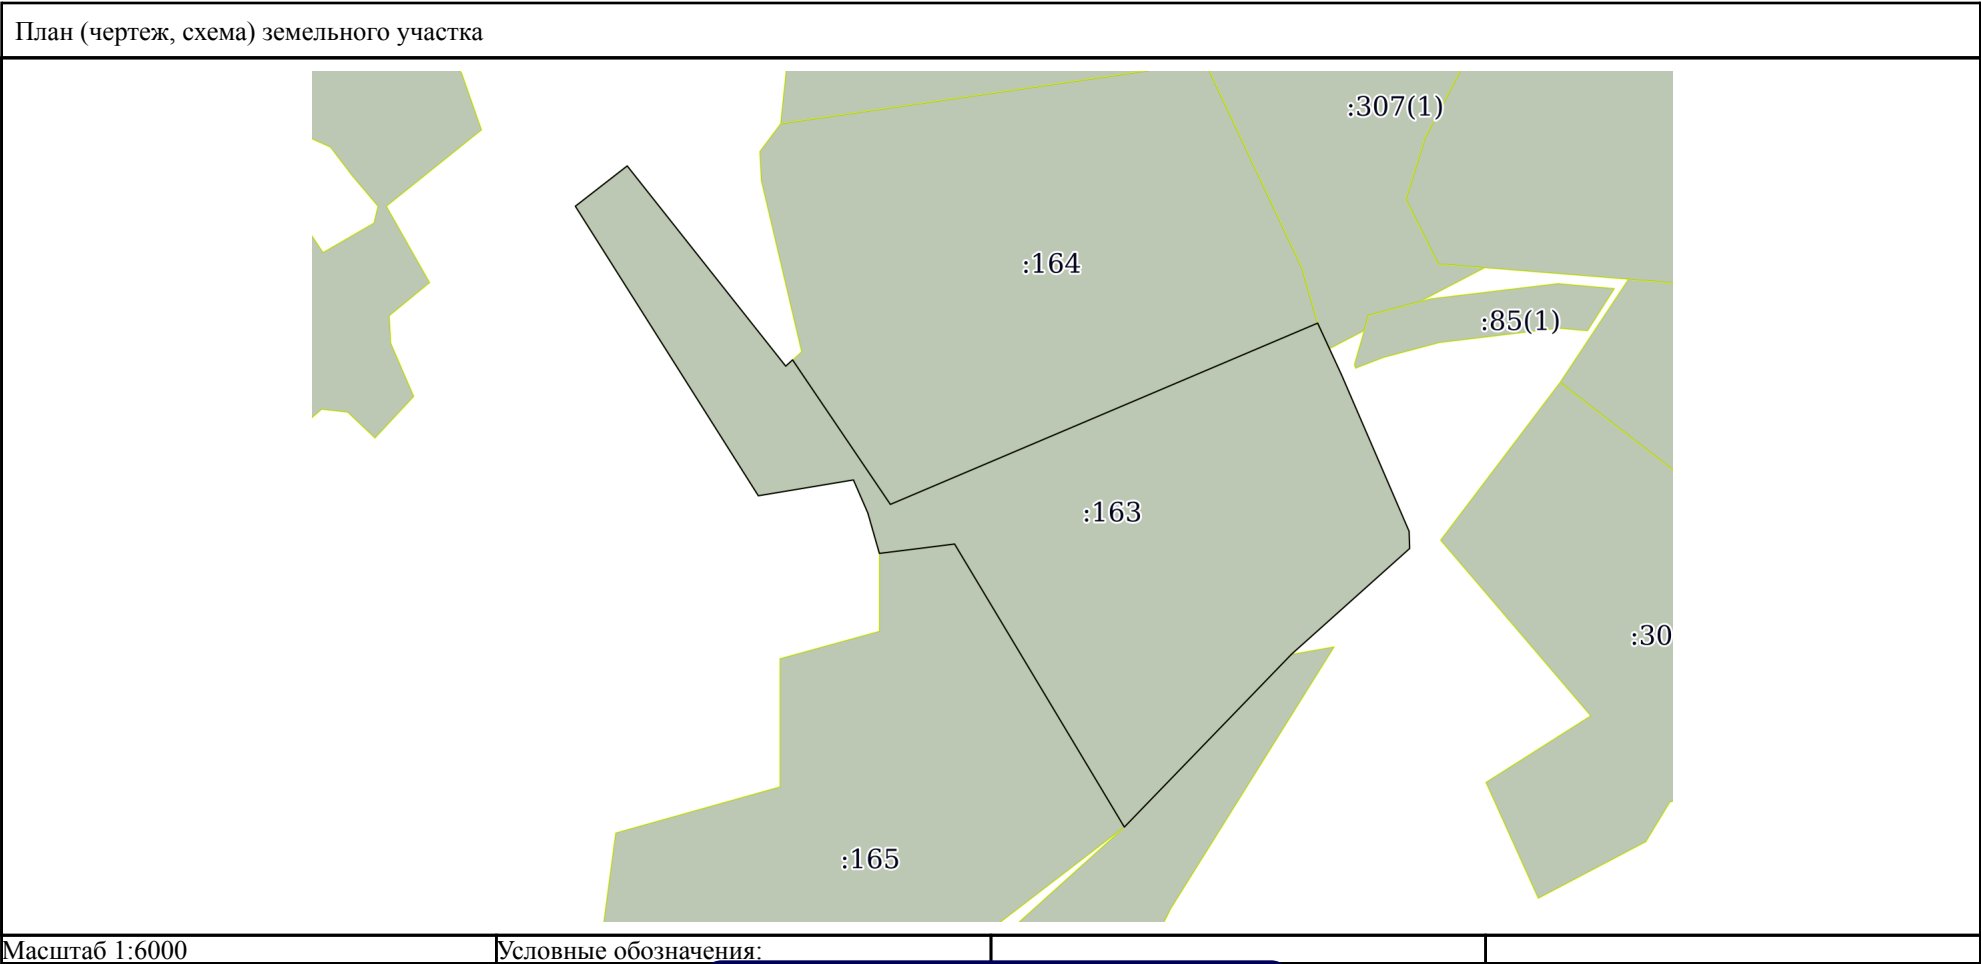 План (чертеж, схема) земельного участка
:307(1)
:164
:85(1)
:163
:30
:165
Масштаб 1:6000
Условные обозначения: